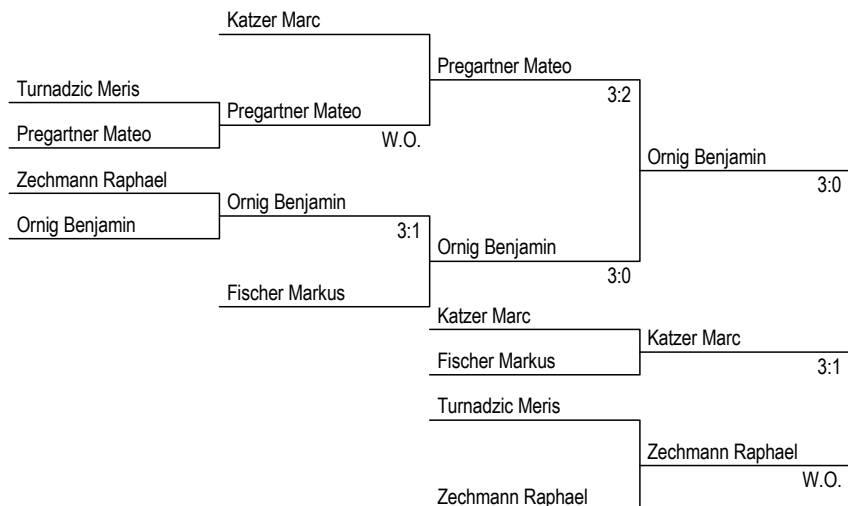 Katzer Marc
Pregartner Mateo
3:2
Turnadzic Meris
Pregartner Mateo
W.O.
Pregartner Mateo
Ornig Benjamin
3:0
Zechmann Raphael
Ornig Benjamin
3:1
Ornig Benjamin
Ornig Benjamin
3:0
Fischer Markus
Katzer Marc
Katzer Marc
3:1
Fischer Markus
Turnadzic Meris
Zechmann Raphael
W.O.
Zechmann Raphael